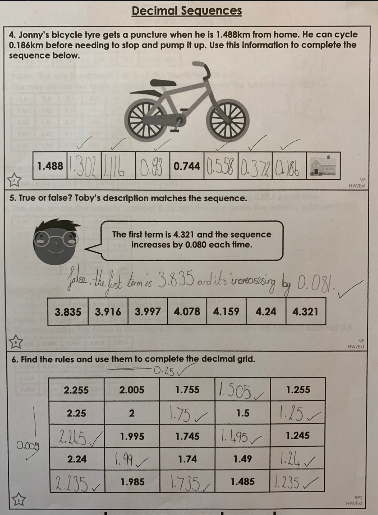 Decimal Sequences
4. Jonny's bicycle tyre gets a puncture when he is 1.488km from home. He can cycle
0.186km before needing to stop and pump it up. Use this information to complete the
sequence below.
1.488 1.302 1.116 0.93 0.744 0.558 0.372 0.186
VF
5. True or false? Toby's description matches the sequence.
The first term is 4.321 and the sequence
increases by 0.080 each time.
false the first term is 3.835 and it's increasing by 0.081.
3.835 3.916 3.997 4.078 4.159 4.24 4.321
VF
6. Find the rules and use them to complete the decimal grid.
0.25
2.255 2.005 1.755 1.505 1.255
2.25 2 1.75 1.5 1.25
0.005 2.245 1.995 1.745 1.495 1.245
2.24 1.99 1.74 1.49 1.24
2.235 1.985 1.735 1.485 1.235